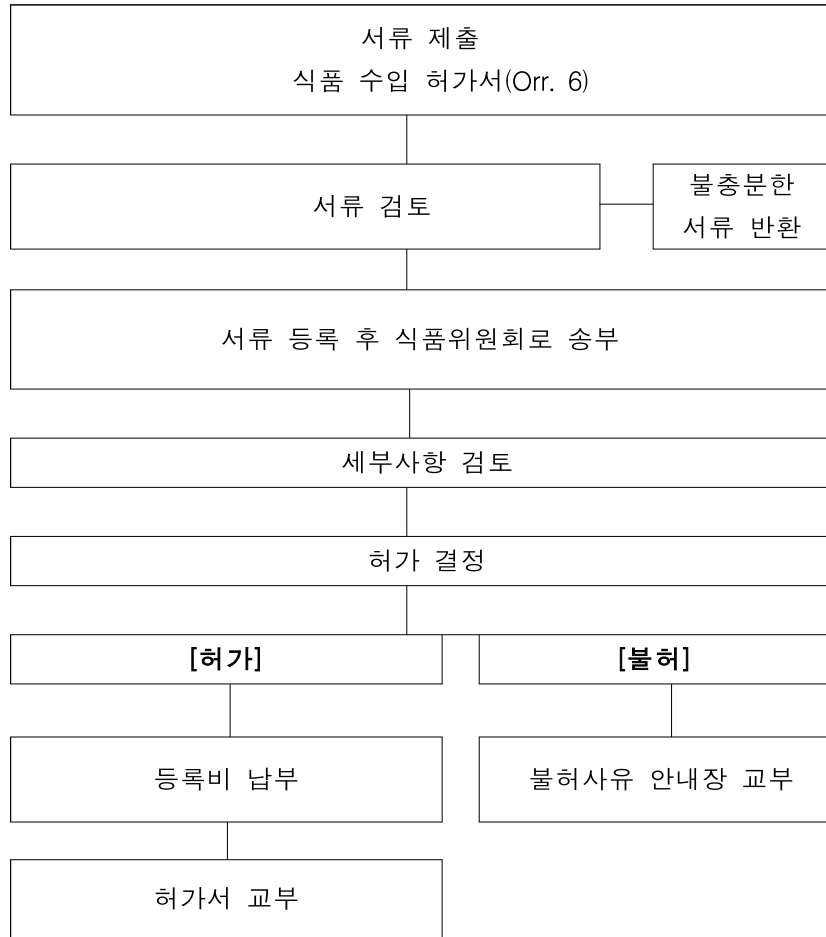 서류 제출
식품 수입 허가서(Orr. 6)
서류 검토
불충분한
서류 반환
서류 등록 후 식품위원회로 송부
세부사항 검토
허가 결정
[허가]
[불허]
등록비 납부
불허사유 안내장 교부
허가서 교부